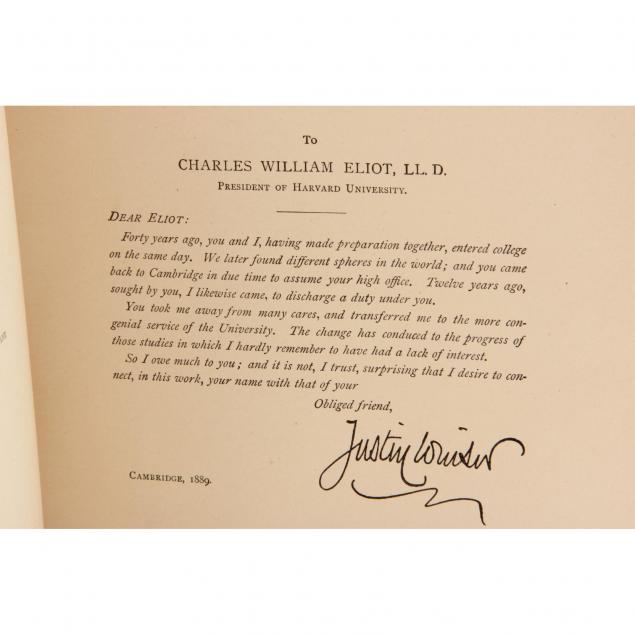 To
CHARLES WILLIAM ELIOT, LL. D.
President of Harvard University.
Dear Eliot:
Forty years ago, you and I, having made preparation together, entered college
on the same day. We later found different spheres in the world; and you came
back to Cambridge in due time to assume your high office. Twelve years ago,
sought by you, I likewise came, to discharge a duty under you.
You took me away from many cares, and transferred me to the more con-
genial service of the University. The change has conduced to the progress of
those studies in which I hardly remember to have had a lack of interest.
So I owe much to you; and it is not, I trust, surprising that I desire to con-
nect, in this work, your name with that of your
Obliged friend,
Justin Winsor
Cambridge, 1889.